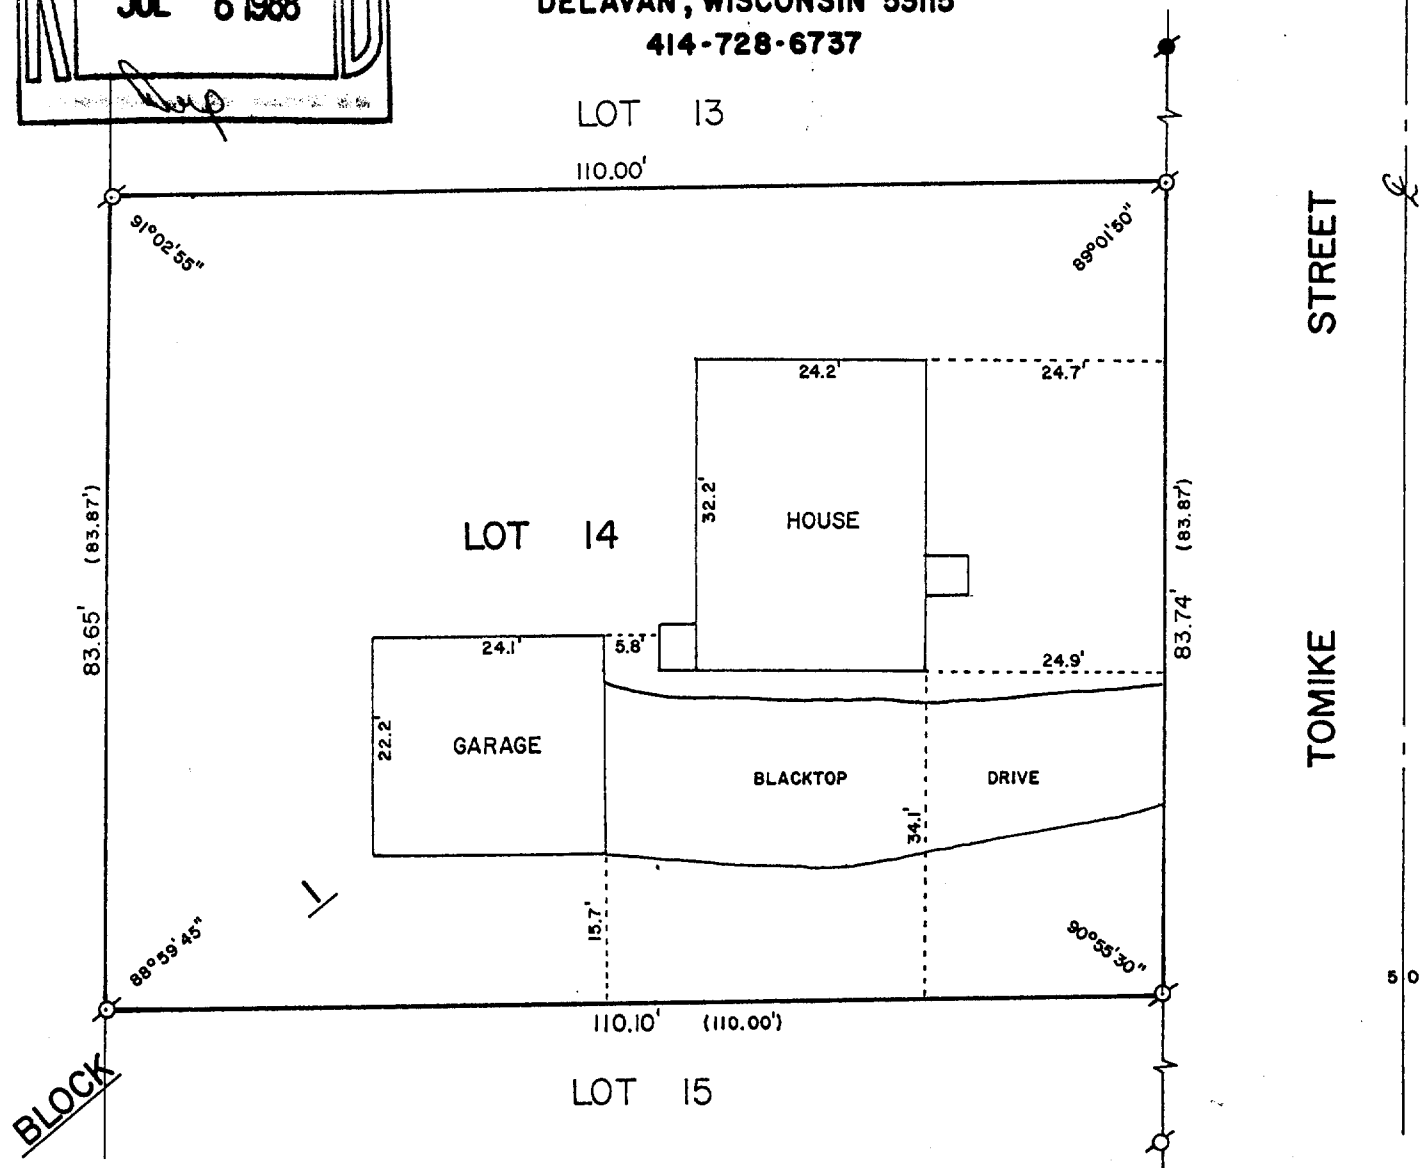 JUL 6 1988
DELAVAN, WISCONSIN 53115
414-728-6737
LOT 13
110.00'
91°02'55"
89°01'50"
STREET
24.2'
24.7'
32.2'
HOUSE
(83.87')
(83.87')
LOT 14
83.65'
83.74'
24.1'
5.8'
24.9'
TOMIKE
22.2'
GARAGE
BLACKTOP DRIVE
34.1'
1
15.7'
88°59'45"
90°55'30"
50
110.10' (110.00')
BLOCK
LOT 15